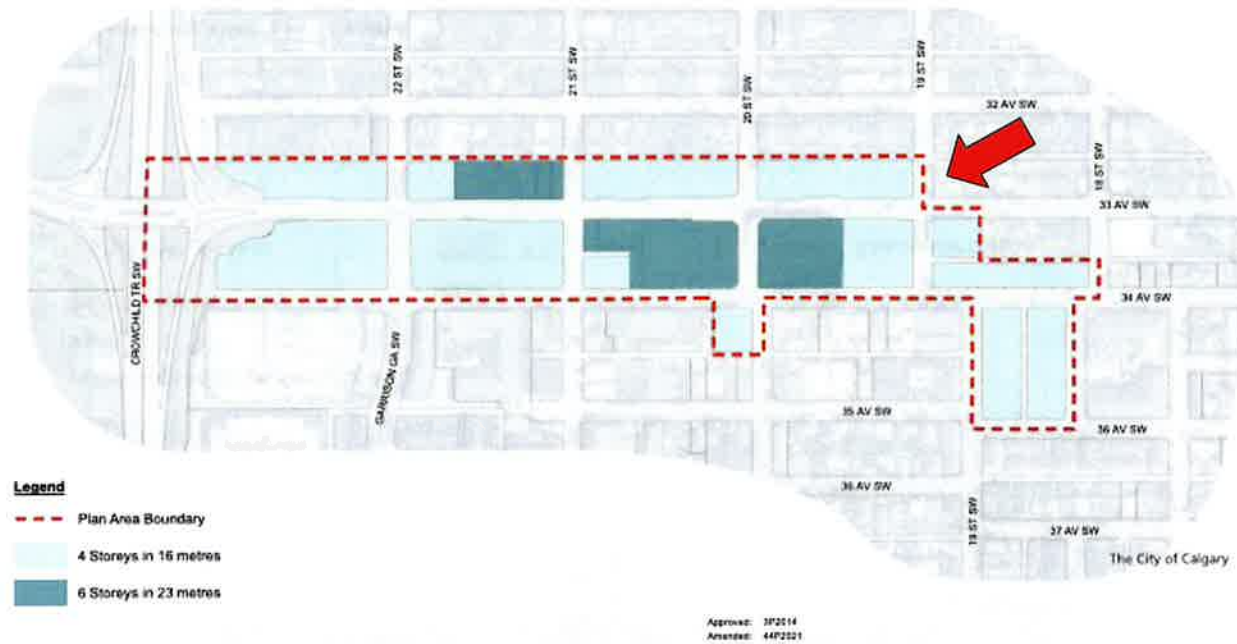 22 ST SW
21 ST SW
20 ST SW
19 ST SW
32 AV SW
18 ST SW
33 AV SW
CROWCHILD TR SW
34 AV SW
GARRISON GA SW
35 AV SW
36 AV SW
36 AV SW
19 ST SW
37 AV SW
The City of Calgary
Legend
Plan Area Boundary
4 Storeys in 16 metres
6 Storeys in 23 metres
Approved: 3P2014
Amended: 44P2021